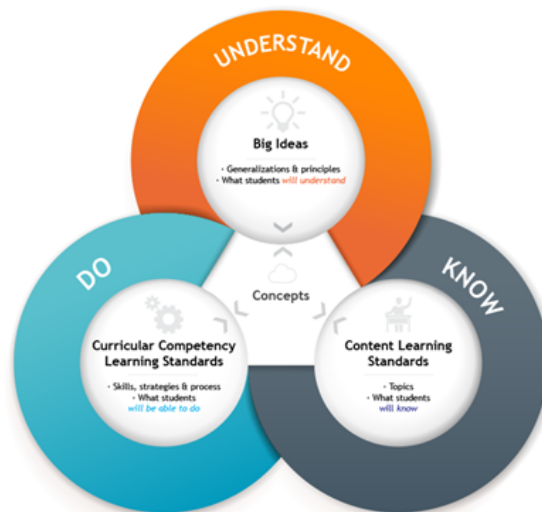 UNDERSTAND
Big Ideas
· Generalizations & principles
· What students will understand
DO
KNOW
Concepts
Curricular Competency
Learning Standards
· Skills, strategies & process
· What students
will be able to do
Content Learning
Standards
· Topics
· What students
will know